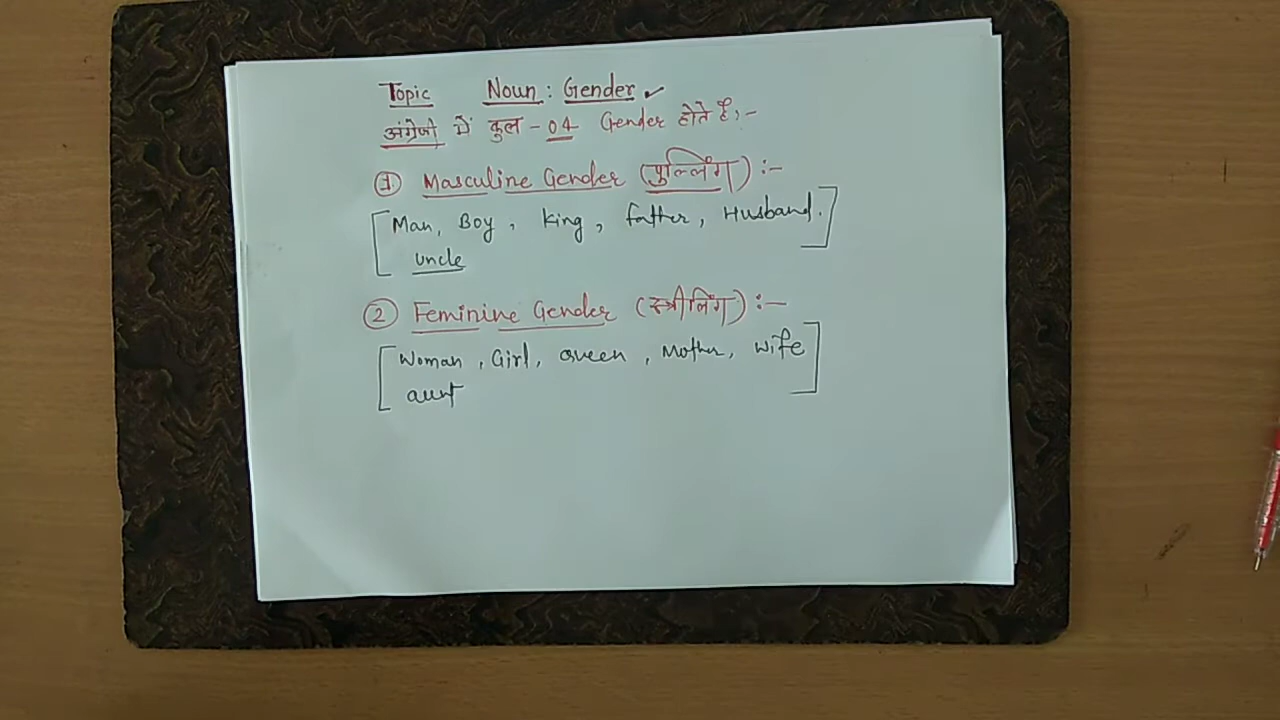 Topic Noun : Gender ✓
अंग्रेजी में कुल - 04 Gender होते हैं :-
① Masculine Gender (पुल्लिंग) :-
[Man, Boy, King, father, Husband.
uncle]
② Feminine Gender (स्त्रीलिंग) :-
[Woman, Girl, Queen, Mother, wife
aunt]